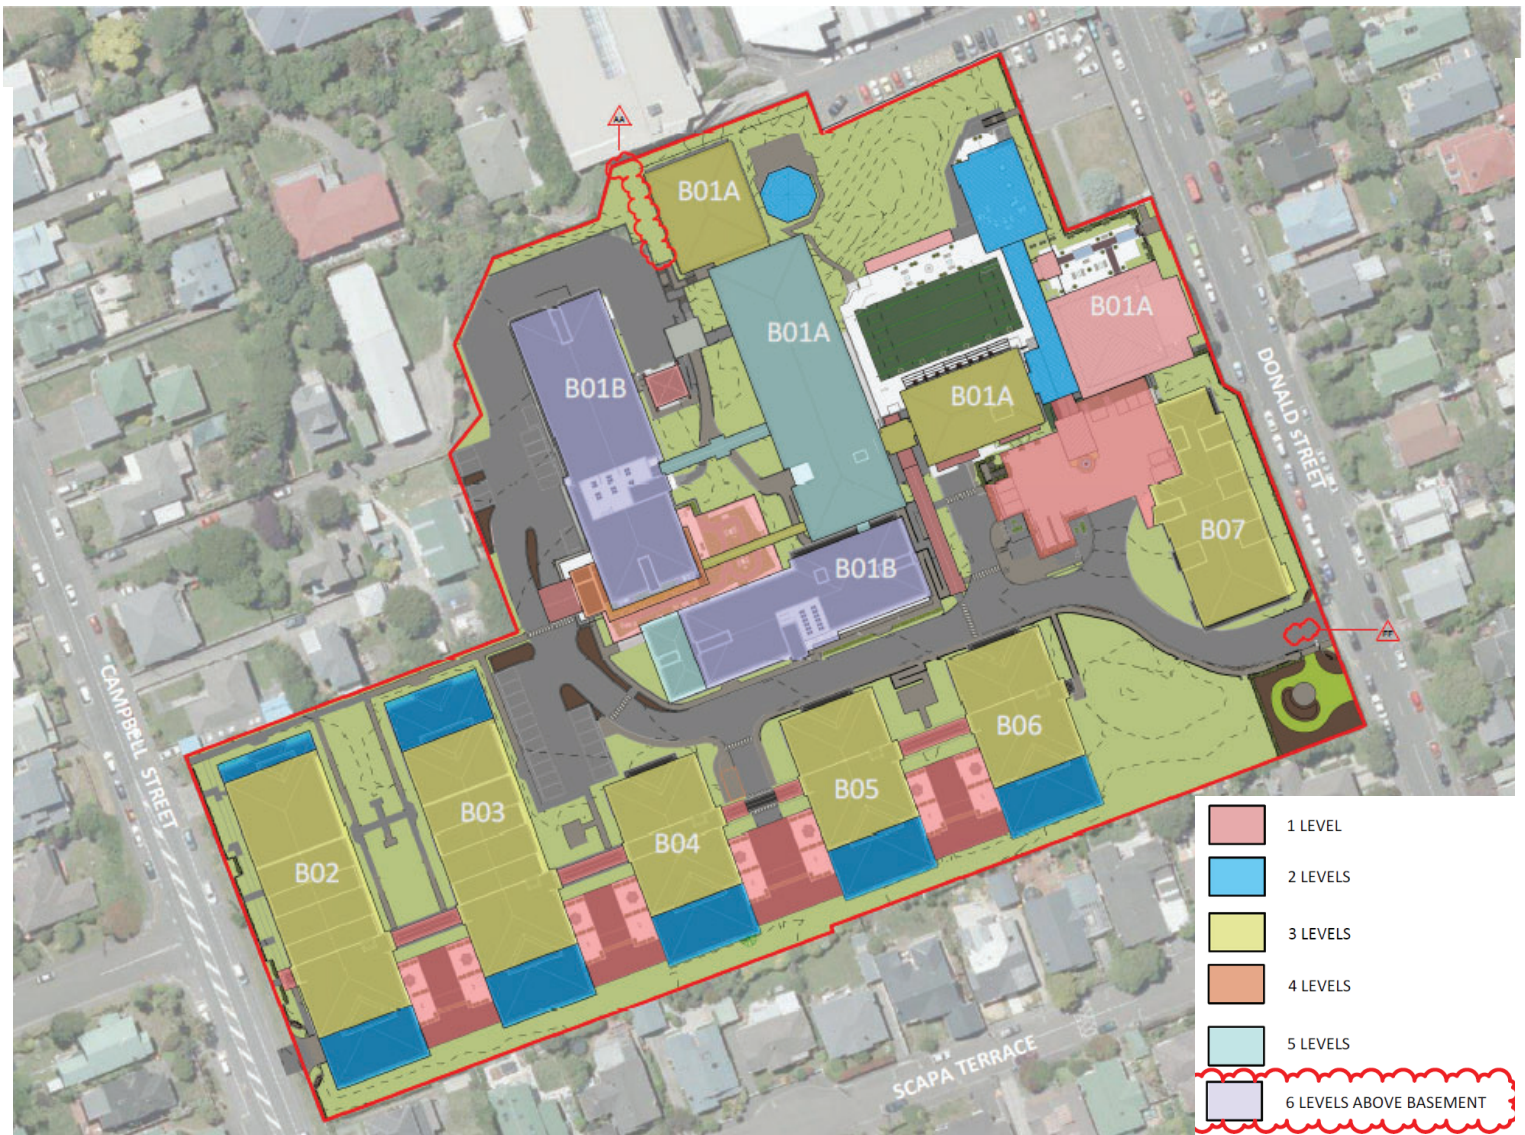 AA
B01A
B01A
B01A
B01B
B01A
DONALD STREET
B07
B01B
FF
CAMPBELL STREET
B06
B05
B03
B04
B02
SCAPA TERRACE
1 LEVEL
2 LEVELS
3 LEVELS
4 LEVELS
5 LEVELS
6 LEVELS ABOVE BASEMENT